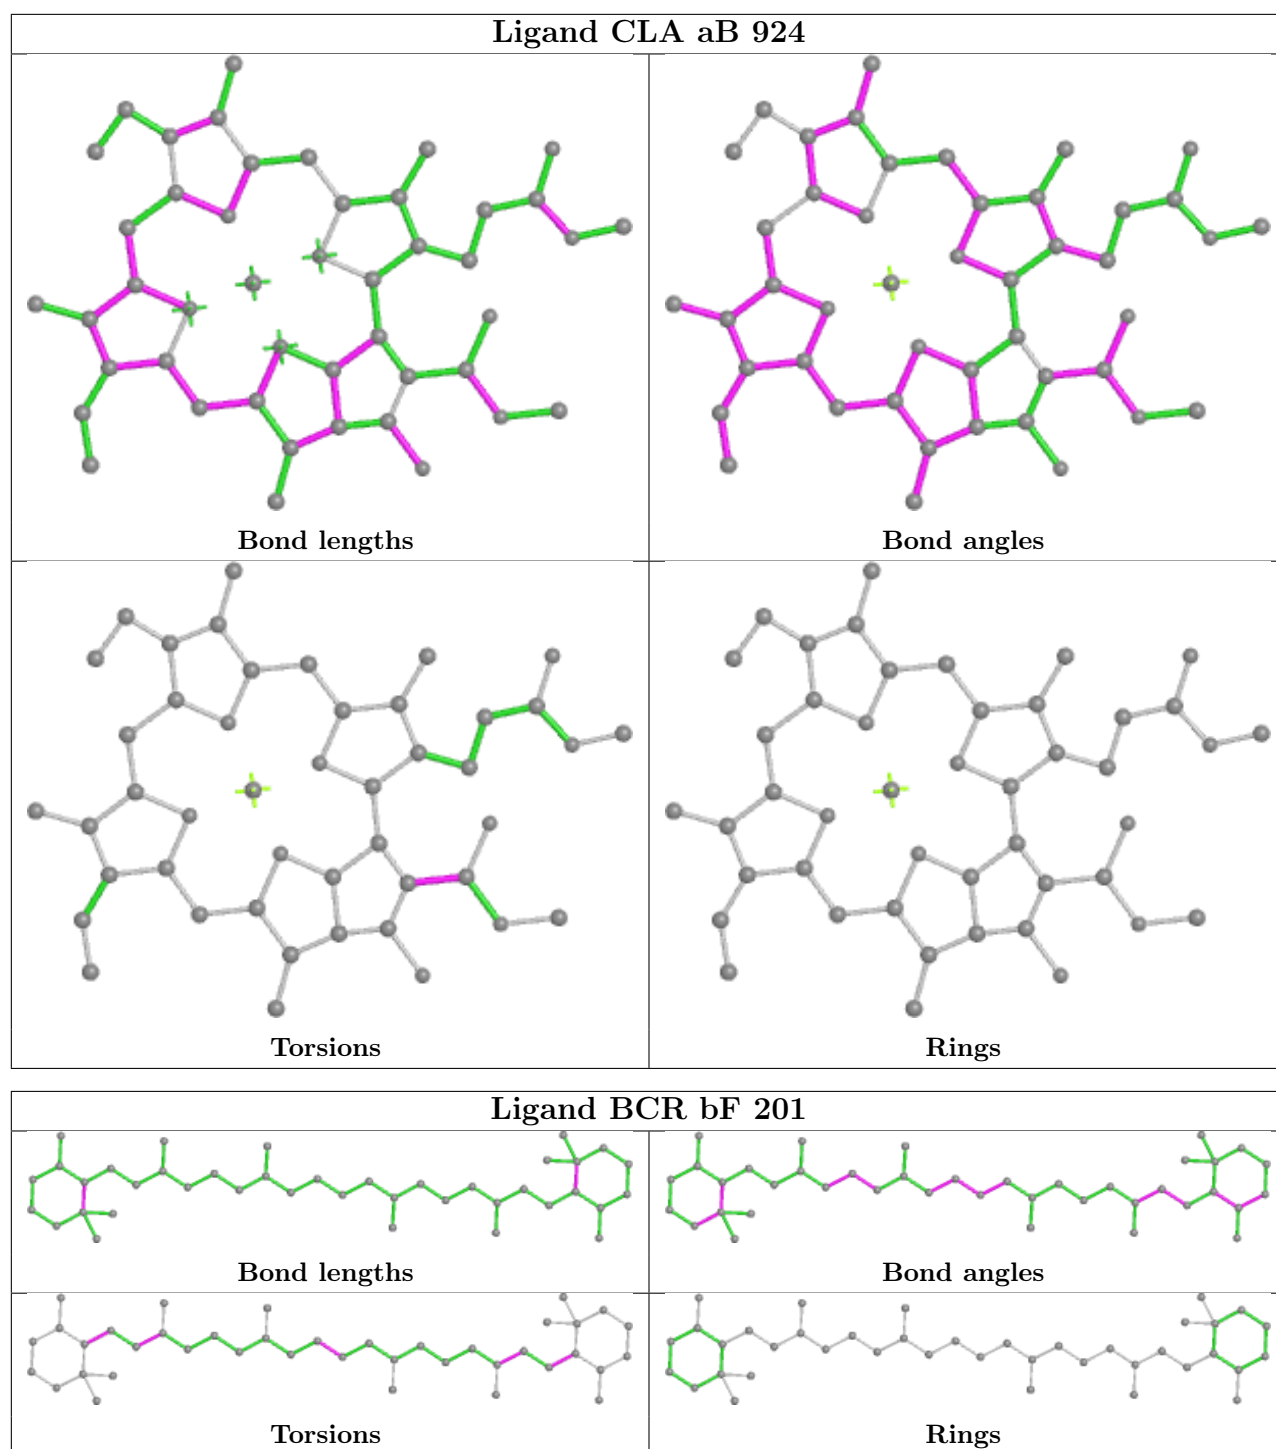 Ligand CLA aB 924
Bond lengths
Bond angles
Torsions
Rings
Ligand BCR bF 201
Bond lengths
Bond angles
Torsions
Rings